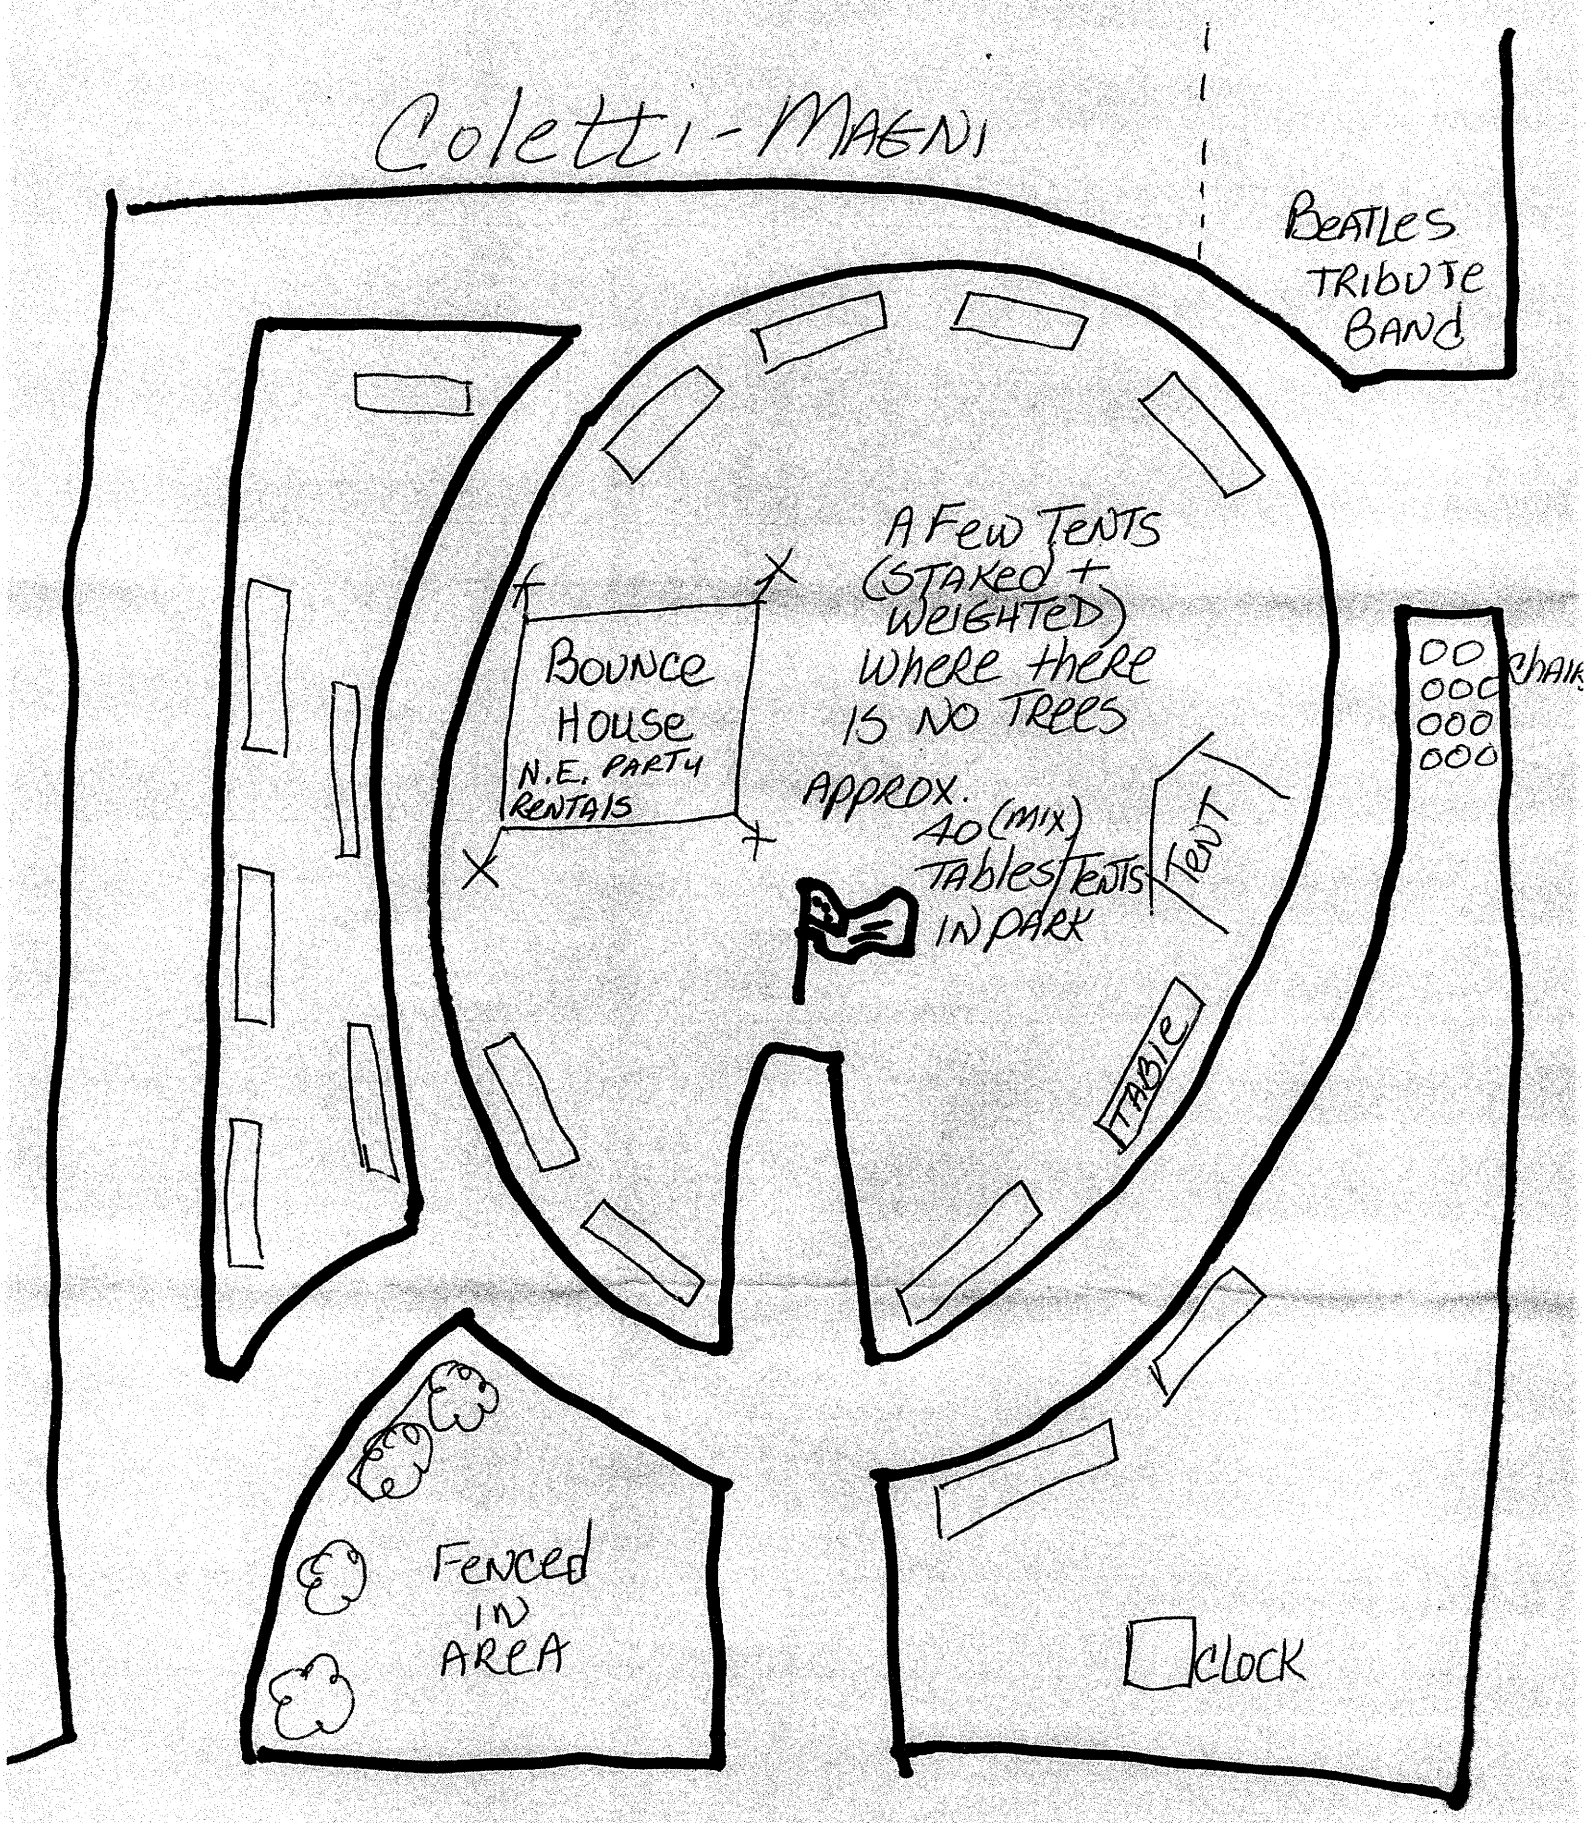 Coletti-Magni
Beatles
Tribute
Band
A Few Tents
(Staked +
Weighted)
Where there
is no Trees
Approx.
40 (mix)
Tables/Tents
in park
Bounce
House
N.E. Party
Rentals
Chairs
Tent
Table
Fenced
in
Area
Clock